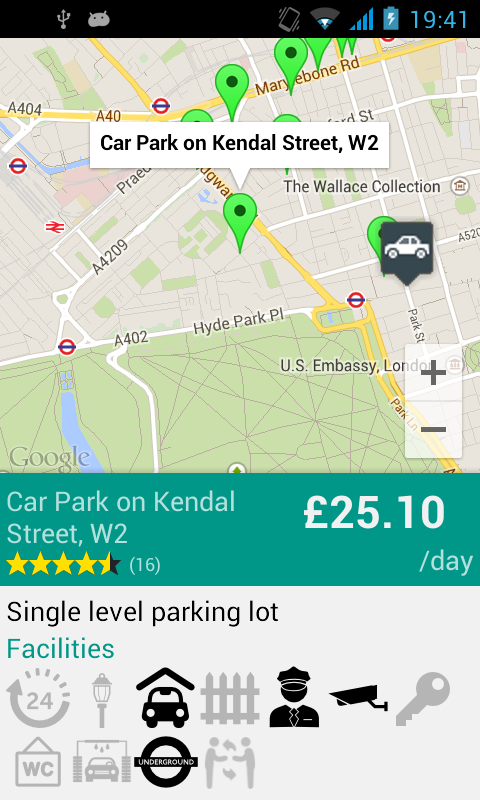 19:41
Marylebone Rd
A404
A40
Car Park on Kendal Street, W2
The Wallace Collection
A4209
A520
Park St
Hyde Park Pl
A402
U.S. Embassy, Londo
+
Park Ln
−
Google
Car Park on Kendal
Street, W2
£25.10
(16)
/day
Single level parking lot
Facilities
24
WC
UNDERGROUND